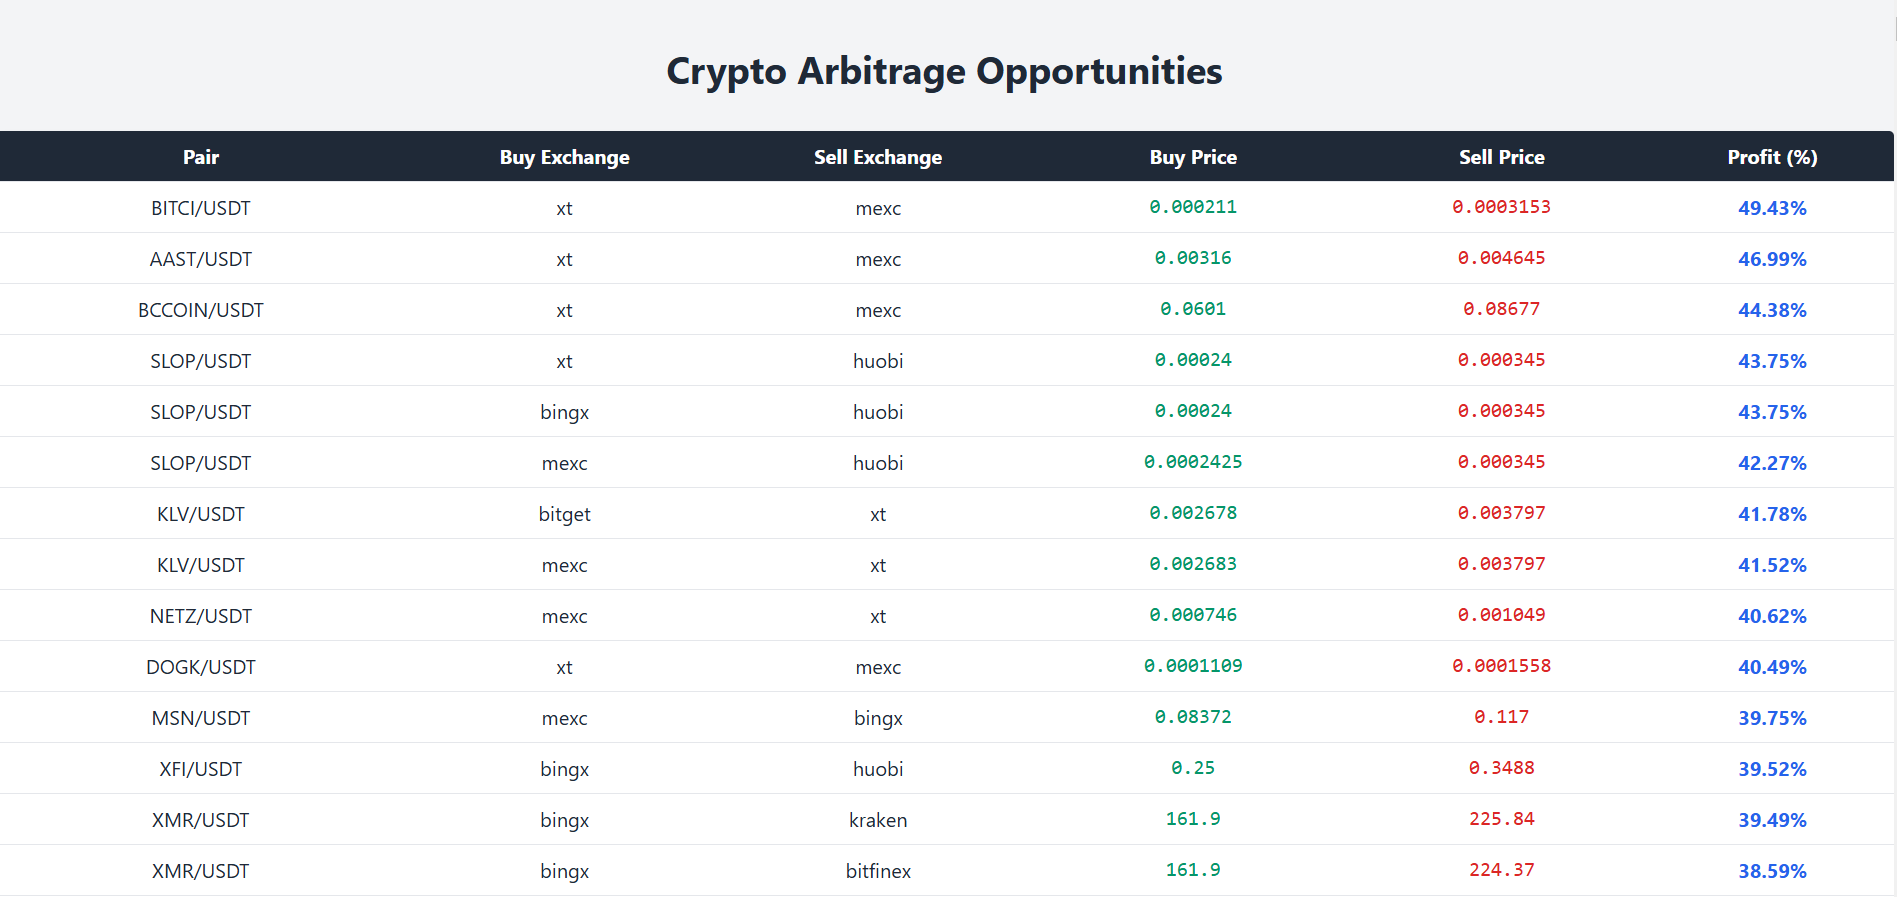 Crypto Arbitrage Opportunities
Pair Buy Exchange Sell Exchange Buy Price Sell Price Profit (%)
BITCI/USDT xt mexc 0.000211 0.0003153 49.43%
AAST/USDT xt mexc 0.00316 0.004645 46.99%
BCCOIN/USDT xt mexc 0.0601 0.08677 44.38%
SLOP/USDT xt huobi 0.00024 0.000345 43.75%
SLOP/USDT bingx huobi 0.00024 0.000345 43.75%
SLOP/USDT mexc huobi 0.0002425 0.000345 42.27%
KLV/USDT bitget xt 0.002678 0.003797 41.78%
KLV/USDT mexc xt 0.002683 0.003797 41.52%
NETZ/USDT mexc xt 0.000746 0.001049 40.62%
DOGK/USDT xt mexc 0.0001109 0.0001558 40.49%
MSN/USDT mexc bingx 0.08372 0.117 39.75%
XFI/USDT bingx huobi 0.25 0.3488 39.52%
XMR/USDT bingx kraken 161.9 225.84 39.49%
XMR/USDT bingx bitfinex 161.9 224.37 38.59%